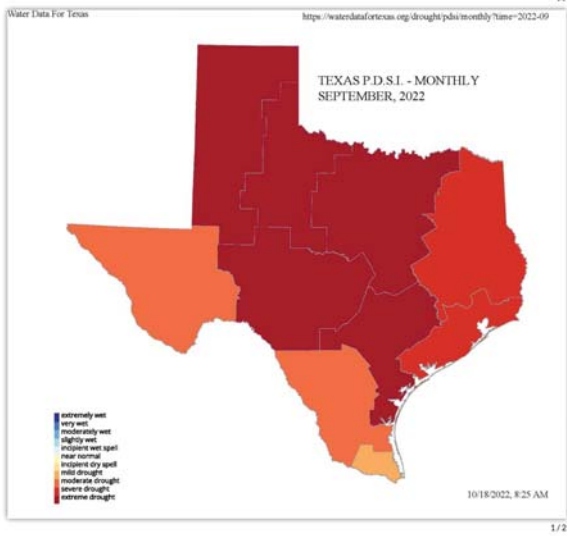 Water Data For Texas
https://waterdatafortexas.org/drought/pdsi/monthly?time=2022-09
TEXAS P.D.S.I. - MONTHLY
SEPTEMBER, 2022
extremely wet
very wet
moderately wet
slightly wet
incipient wet spell
near normal
incipient dry spell
mild drought
moderate drought
severe drought
extreme drought
10/18/2022, 8:25 AM
1/2